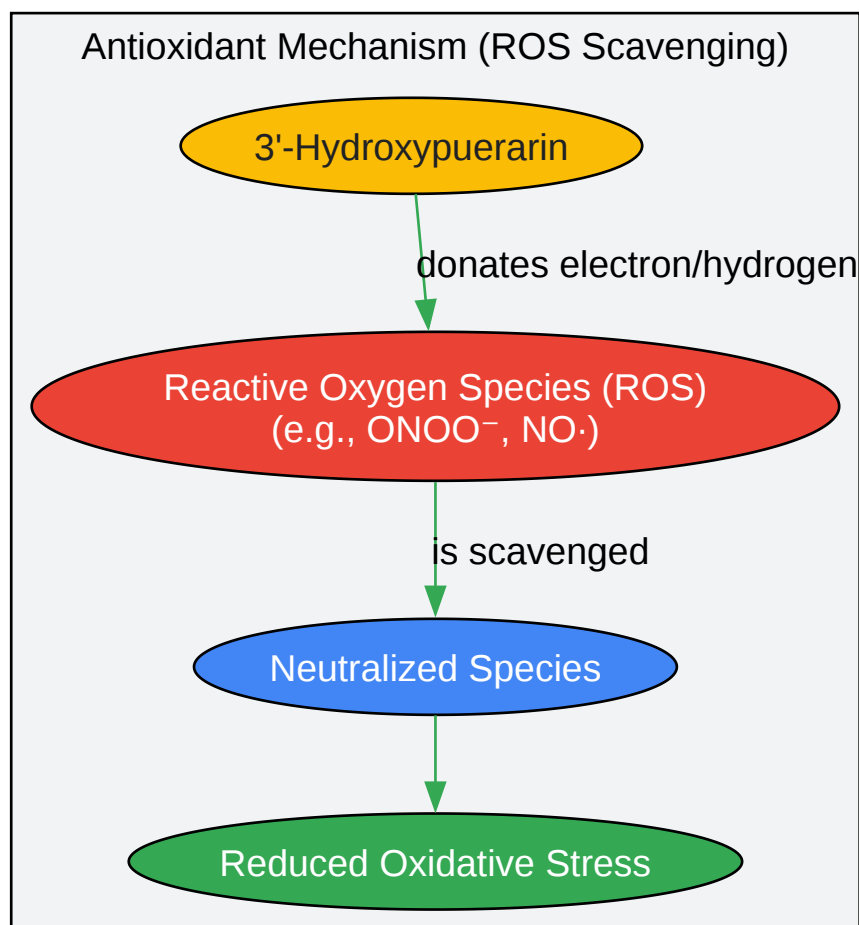 Antioxidant Mechanism (ROS Scavenging)
3'-Hydroxypuerarin
donates electron/hydrogen
Reactive Oxygen Species (ROS)
(e.g., ONOO⁻, NO·)
is scavenged
Neutralized Species
Reduced Oxidative Stress